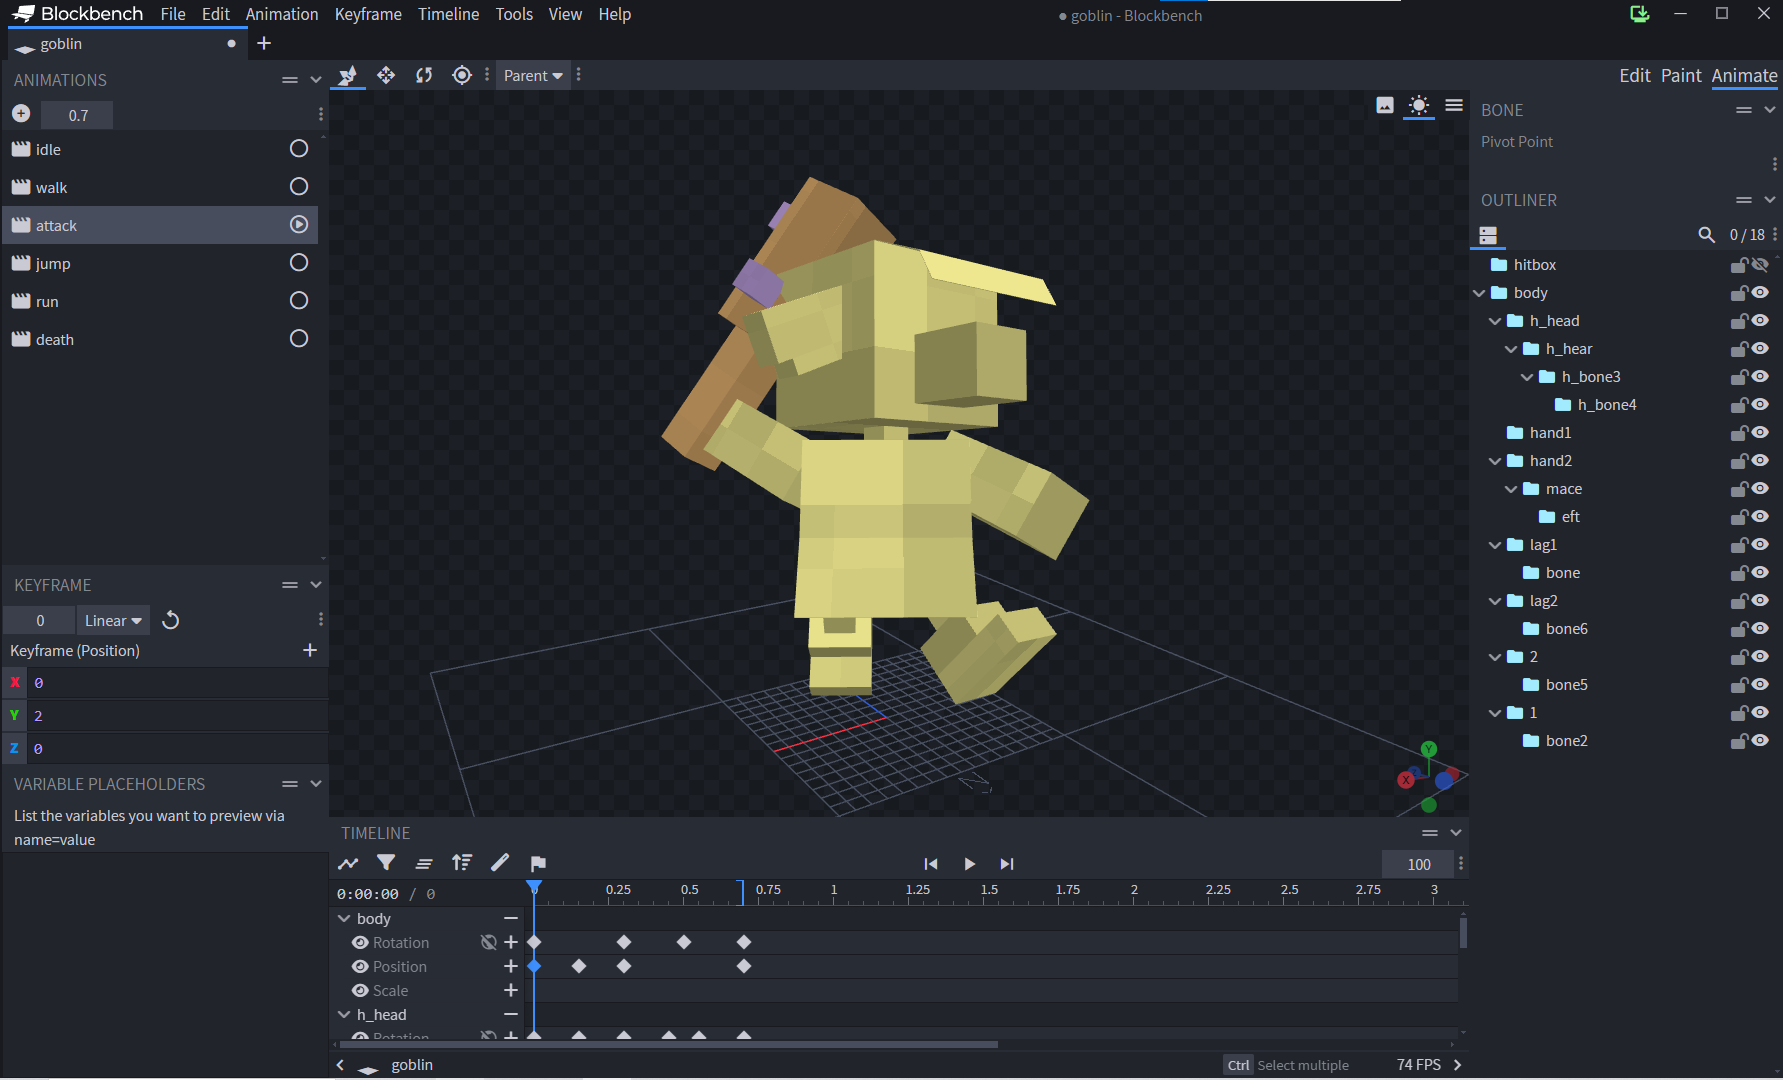 Blockbench File Edit Animation Keyframe Timeline Tools View Help
● goblin - Blockbench
goblin
ANIMATIONS
0.7
idle
walk
attack
jump
run
death
KEYFRAME
0 Linear
Keyframe (Position)
X 0
Y 2
Z 0
VARIABLE PLACEHOLDERS
List the variables you want to preview via
name=value
Parent
Edit Paint Animate
BONE
Pivot Point
OUTLINER
0 / 18
hitbox
body
h_head
h_hear
h_bone3
h_bone4
hand1
hand2
mace
eft
lag1
bone
lag2
bone6
2
bone5
1
bone2
Y
X
TIMELINE
100
0:00:00 / 0
0 0.25 0.5 0.75 1 1.25 1.5 1.75 2 2.25 2.5 2.75 3
body
Rotation
Position
Scale
h_head
Rotation
goblin
Ctrl Select multiple 74 FPS